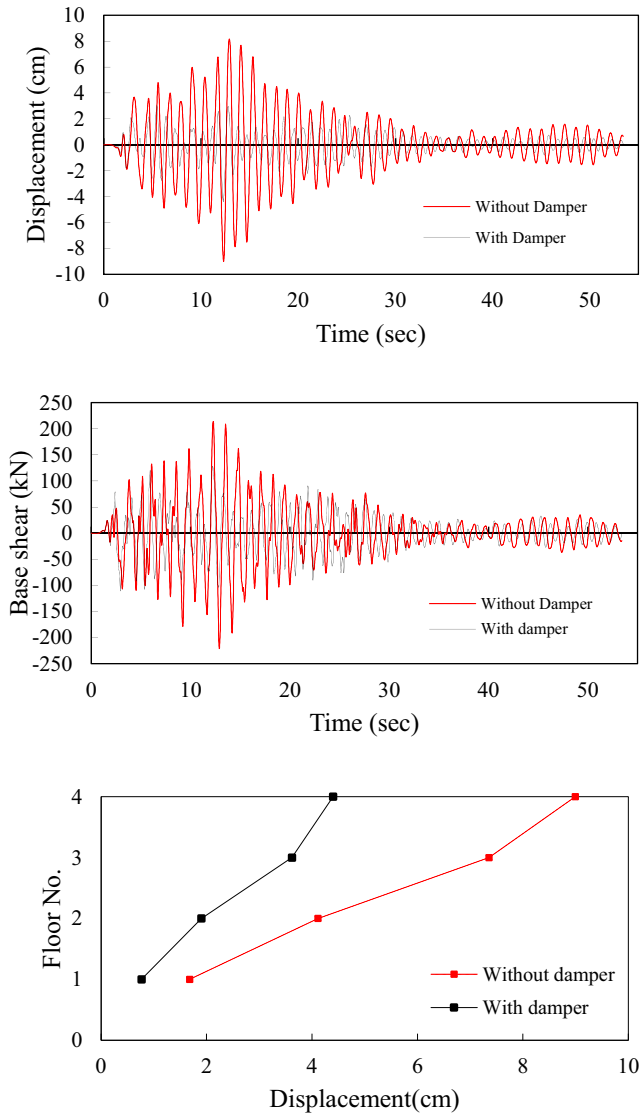 10
8
6
4
2
0
-2
-4
-6
-8
-10
Displacement (cm)
Without Damper
With Damper
0 10 20 30 40 50
Time (sec)
250
200
150
100
50
0
-50
-100
-150
-200
-250
Base shear (kN)
Without Damper
With damper
0 10 20 30 40 50
Time (sec)
4
3
2
1
0
Floor No.
Without damper
With damper
0 2 4 6 8 10
Displacement(cm)